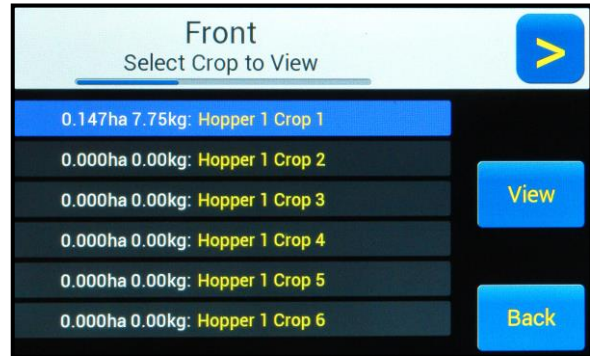 Front
Select Crop to View
>
0.147ha 7.75kg: Hopper 1 Crop 1
0.000ha 0.00kg: Hopper 1 Crop 2
0.000ha 0.00kg: Hopper 1 Crop 3
0.000ha 0.00kg: Hopper 1 Crop 4
0.000ha 0.00kg: Hopper 1 Crop 5
0.000ha 0.00kg: Hopper 1 Crop 6
View
Back